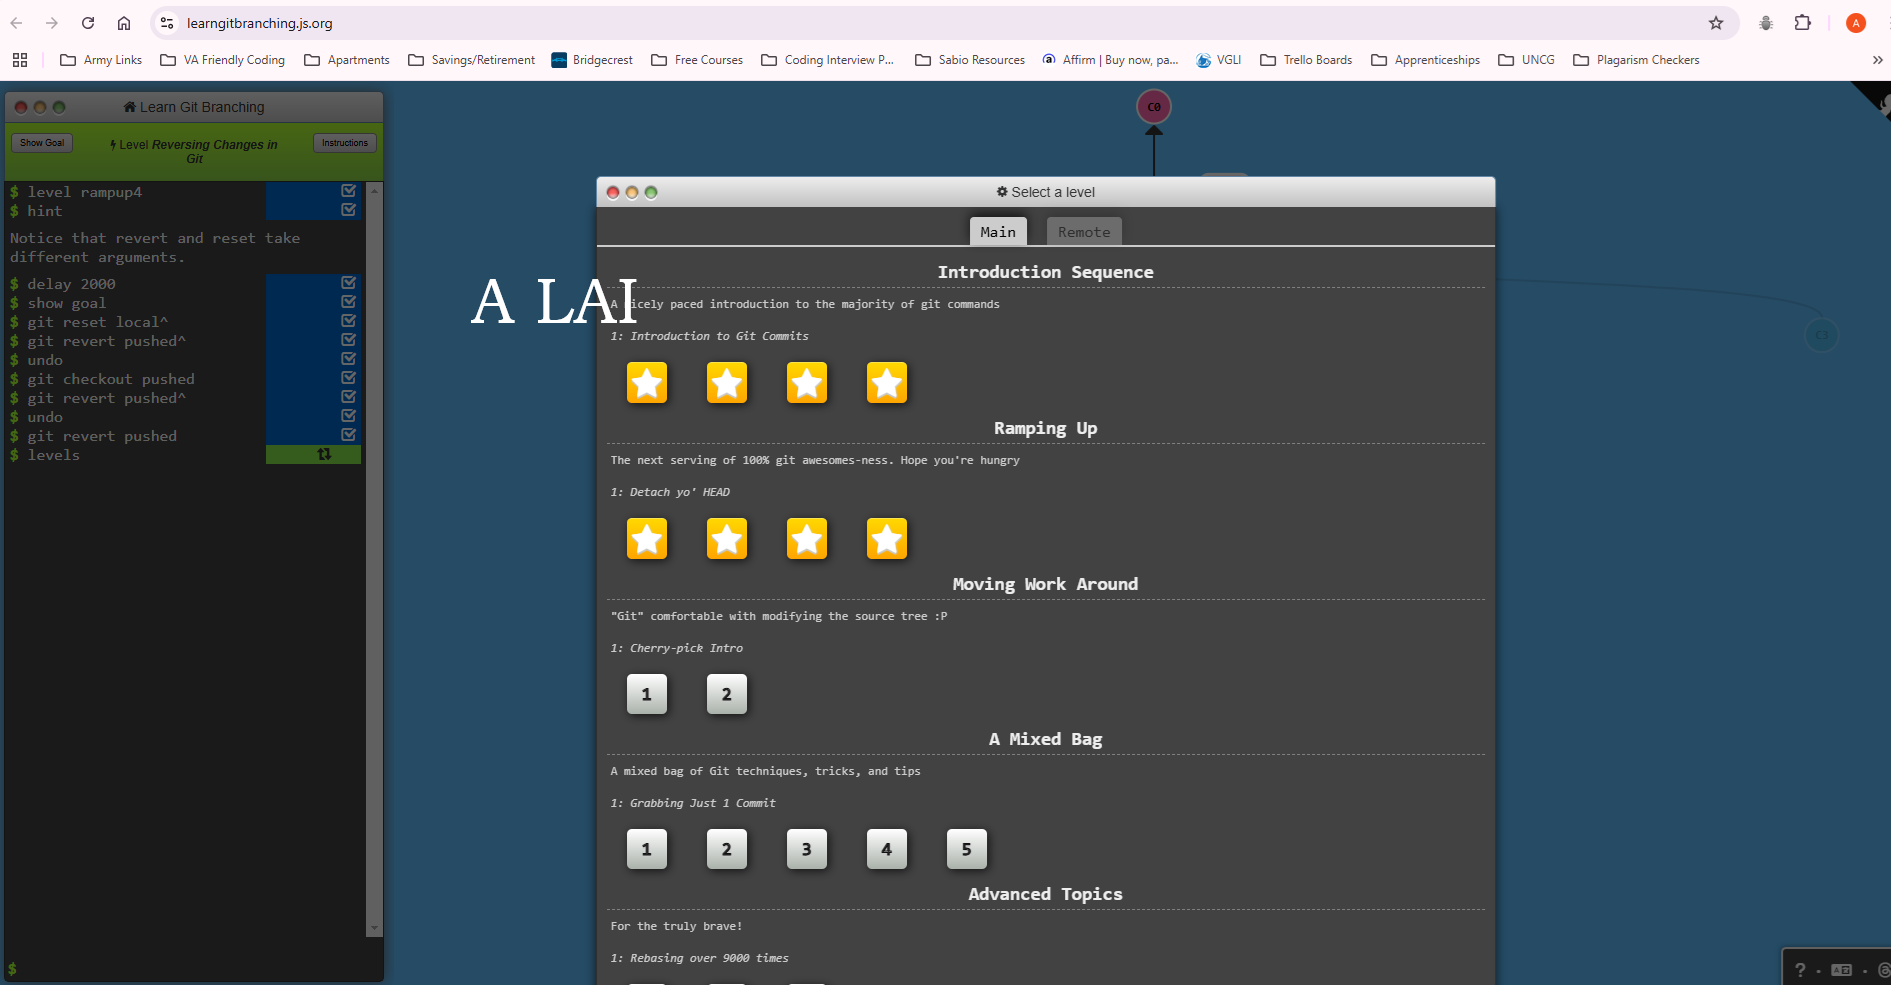 learngitbranching.js.org
A
Army Links
VA Friendly Coding
Apartments
Savings/Retirement
Bridgecrest
Free Courses
Coding Interview P...
Sabio Resources
a
Affirm | Buy now, pa...
VGLI
Trello Boards
Apprenticeships
UNCG
Plagarism Checkers
»
Learn Git Branching
Show Goal
Level Reversing Changes in
Git
Instructions
$ level rampup4
$ hint
Notice that revert and reset take
different arguments.
$ delay 2000
$ show goal
$ git reset local^
$ git revert pushed^
$ undo
$ git checkout pushed
$ git revert pushed^
$ undo
$ git revert pushed
$ levels
$
C0
C3
A LAI
Select a level
Main
Remote
Introduction Sequence
A nicely paced introduction to the majority of git commands
1: Introduction to Git Commits
Ramping Up
The next serving of 100% git awesomes-ness. Hope you're hungry
1: Detach yo' HEAD
Moving Work Around
"Git" comfortable with modifying the source tree :P
1: Cherry-pick Intro
1 2
A Mixed Bag
A mixed bag of Git techniques, tricks, and tips
1: Grabbing Just 1 Commit
1 2 3 4 5
Advanced Topics
For the truly brave!
1: Rebasing over 9000 times
? · ·